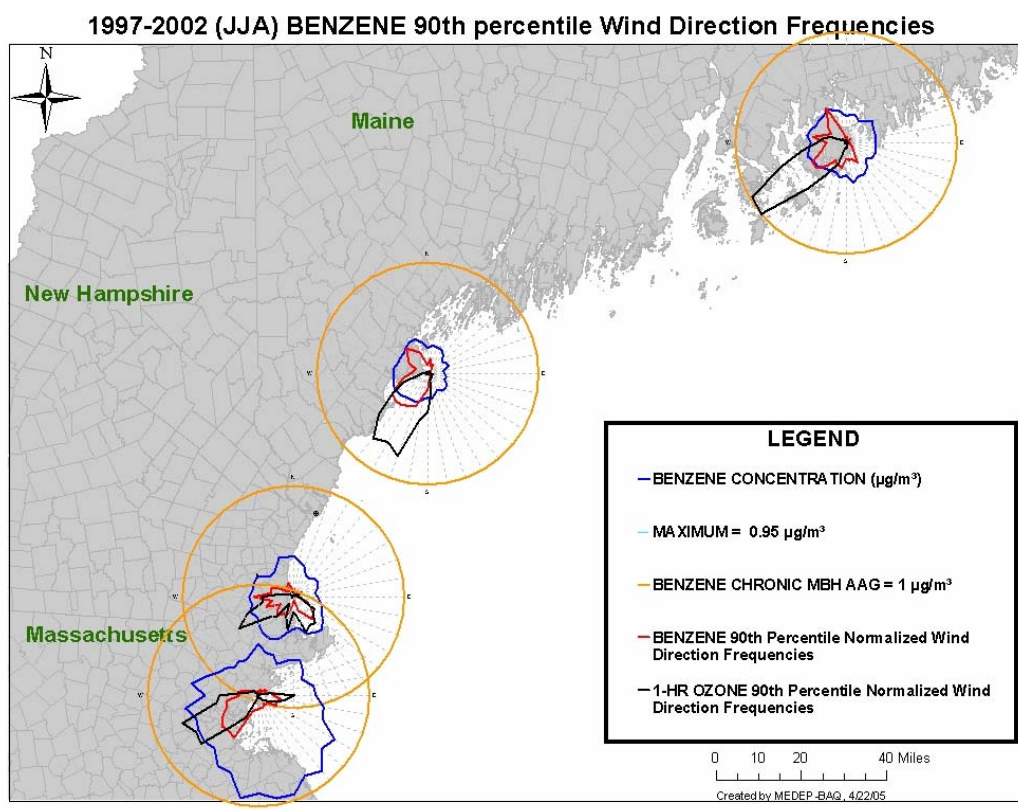 1997-2002 (JJA) BENZENE 90th percentile Wind Direction Frequencies
N
Maine
New Hampshire
Massachusetts
W
E
S
N
W
E
S
N
W
E
S
W
E
LEGEND
BENZENE CONCENTRATION (µg/m³)
MAXIMUM = 0.95 µg/m³
BENZENE CHRONIC MBH AAG = 1 µg/m³
BENZENE 90th Percentile Normalized Wind
Direction Frequencies
1-HR OZONE 90th Percentile Normalized Wind
Direction Frequencies
0 10 20 40 Miles
Created by MEDEP-BAQ, 4/22/05